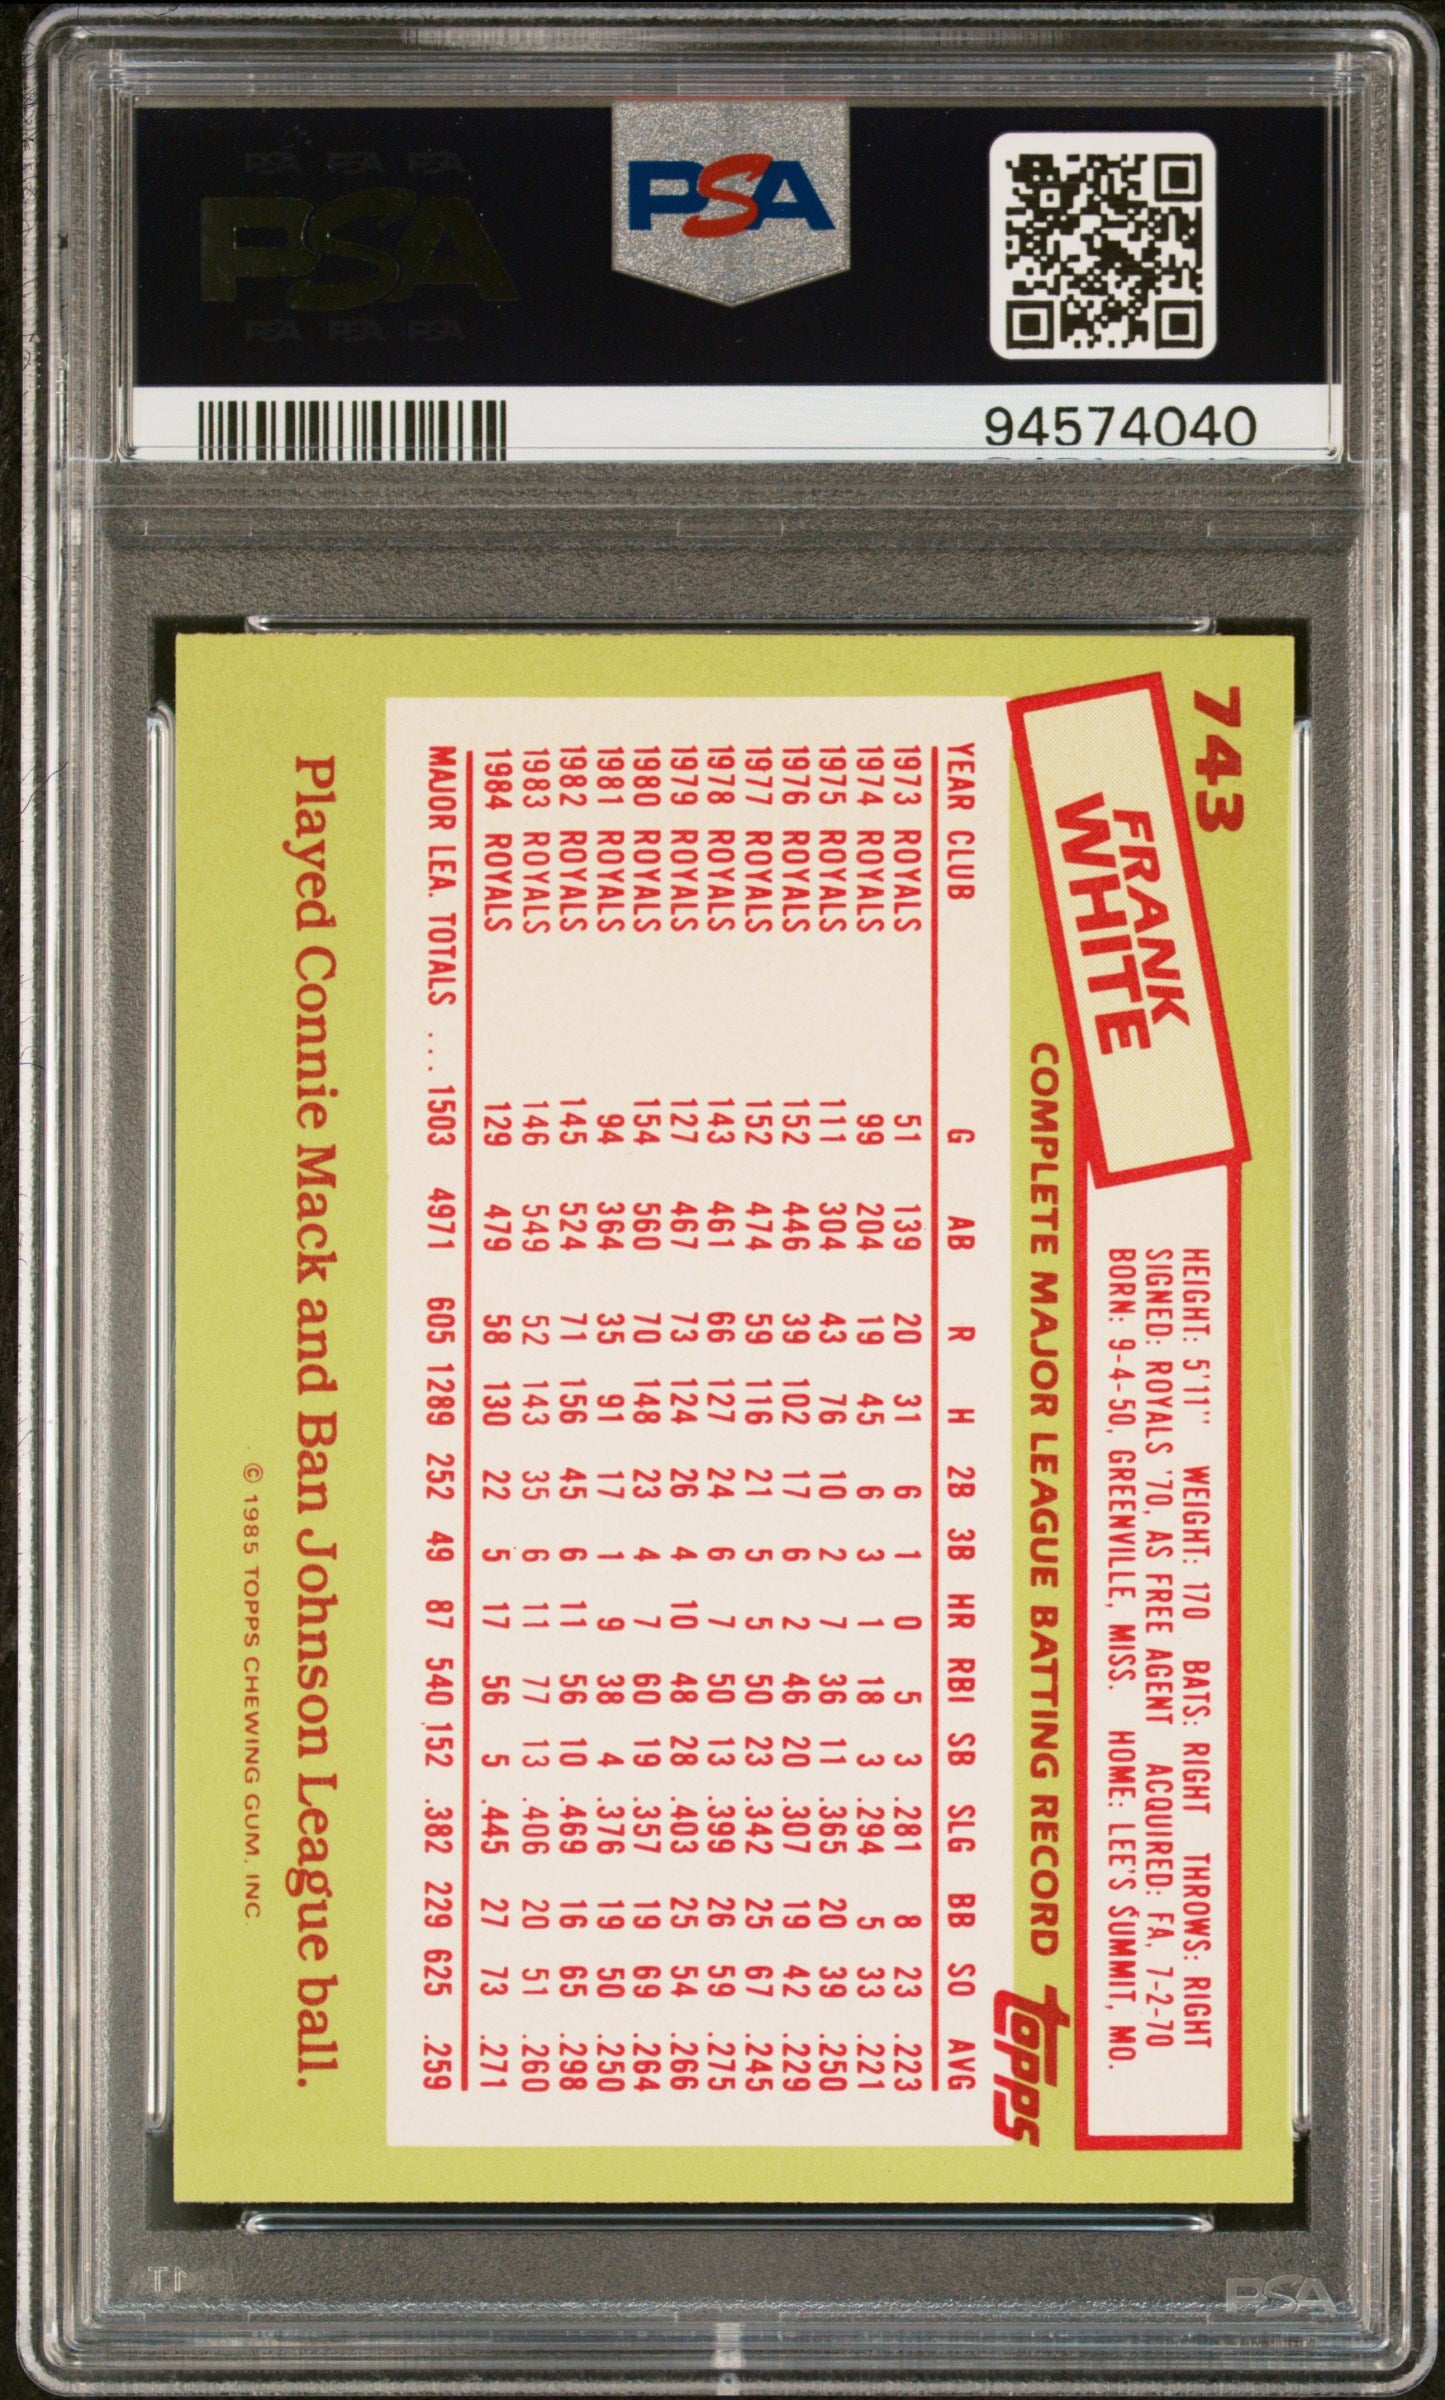 PSA PSA PSA
PSA
PSA PSA PSA
PSA
94574040
743
FRANK
WHITE
HEIGHT: 5'11" WEIGHT: 170 BATS: RIGHT THROWS: RIGHT
SIGNED: ROYALS '70, AS FREE AGENT ACQUIRED: FA, 7-2-70
BORN: 9-4-50, GREENVILLE, MISS. HOME: LEE'S SUMMIT, MO.
COMPLETE MAJOR LEAGUE BATTING RECORD topps
YEAR CLUB G AB R H 2B 3B HR RBI SB SLG BB SO AVG
1973 ROYALS 51 139 20 31 6 1 0 5 3 .281 8 23 .223
1974 ROYALS 99 204 19 45 6 3 1 18 3 .294 5 33 .221
1975 ROYALS 111 304 43 76 10 2 7 36 11 .365 20 39 .250
1976 ROYALS 152 446 39 102 17 6 2 46 20 .307 19 42 .229
1977 ROYALS 152 474 59 116 21 5 5 50 23 .342 25 67 .245
1978 ROYALS 143 461 66 127 24 6 7 50 13 .399 26 59 .275
1979 ROYALS 127 467 73 124 26 4 10 48 28 .403 25 54 .266
1980 ROYALS 154 560 70 148 23 4 7 60 19 .357 19 69 .264
1981 ROYALS 94 364 35 91 17 1 9 38 4 .376 19 50 .250
1982 ROYALS 145 524 71 156 45 6 11 56 10 .469 16 65 .298
1983 ROYALS 146 549 52 143 35 6 11 77 13 .406 20 51 .260
1984 ROYALS 129 479 58 130 22 5 17 56 5 .445 27 73 .271
MAJOR LEA. TOTALS ... 1503 4971 605 1289 252 49 87 540 152 .382 229 625 .259
Played Connie Mack and Ban Johnson League ball.
© 1985 TOPPS CHEWING GUM, INC.
PSA